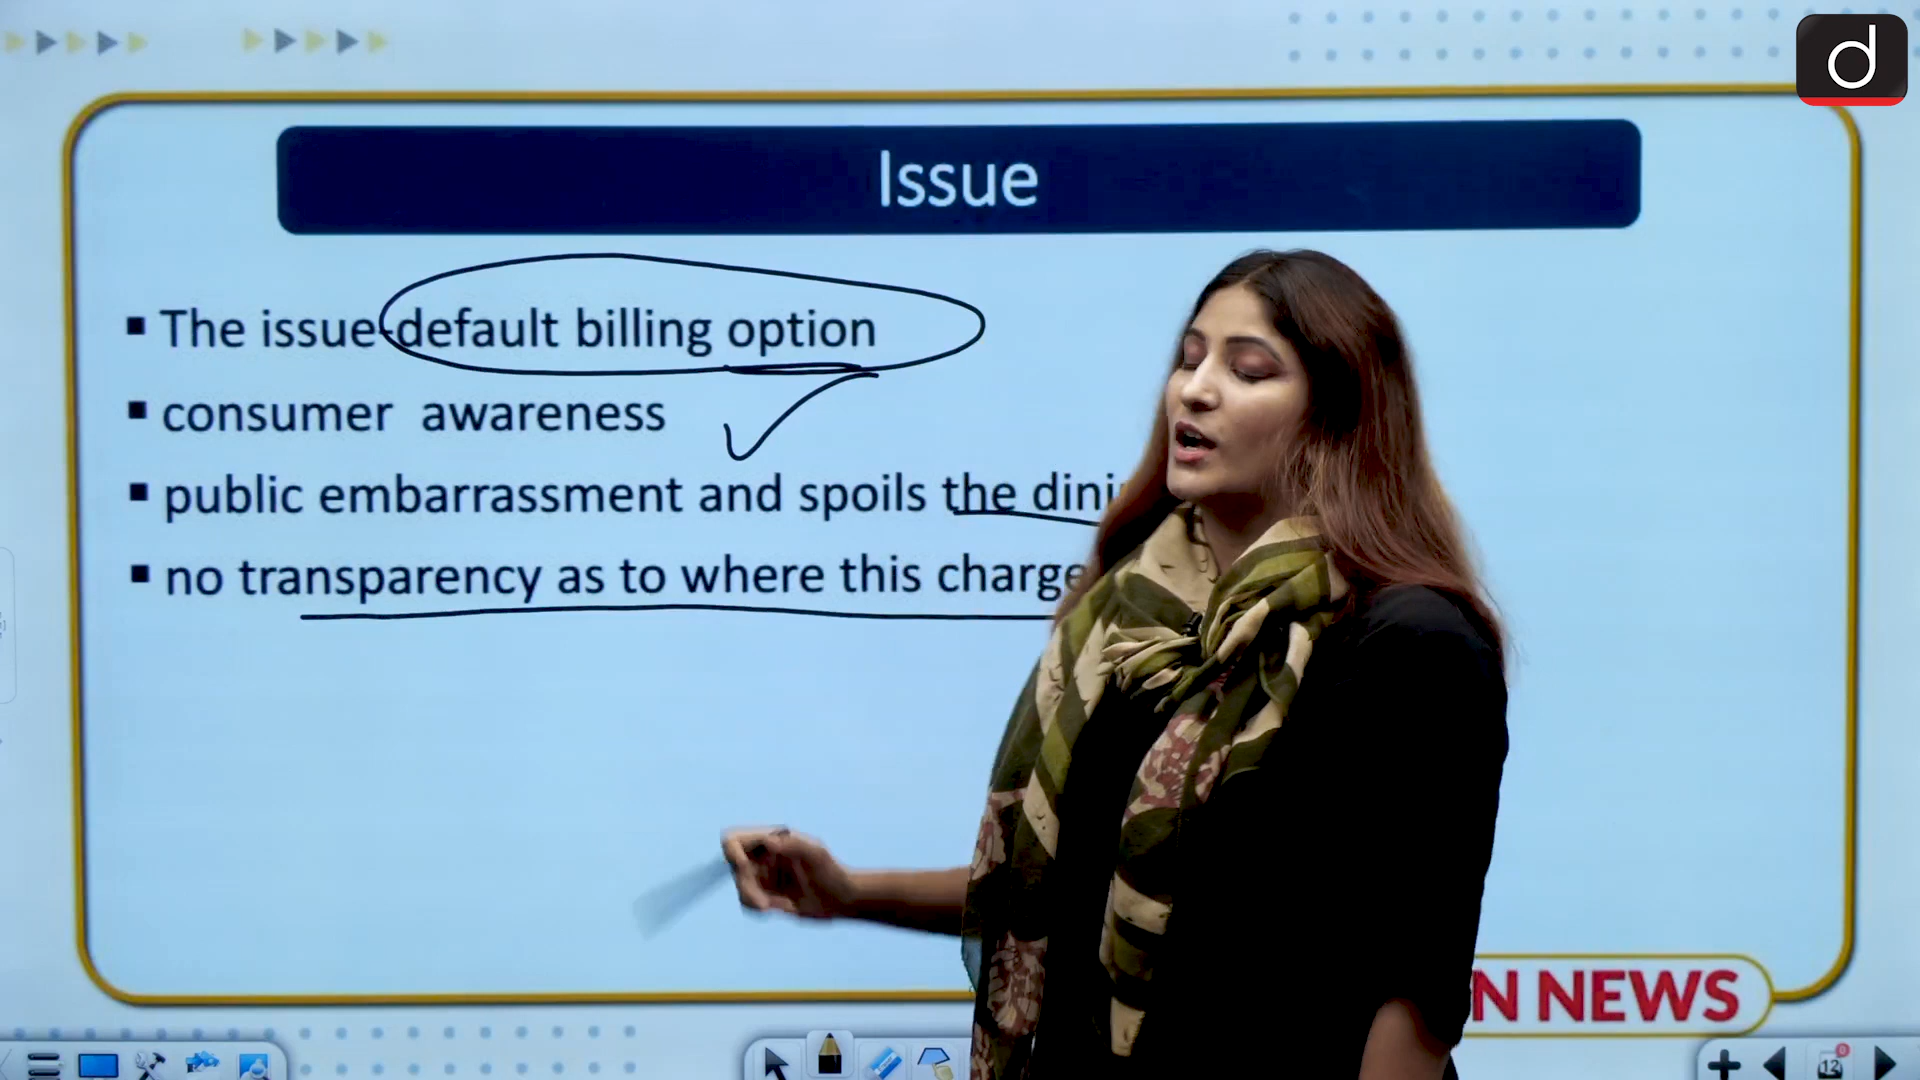 d
Issue
▪ The issue-default billing option
▪ consumer awareness
▪ public embarrassment and spoils the
▪ no transparency as to where this charge
N NEWS
12